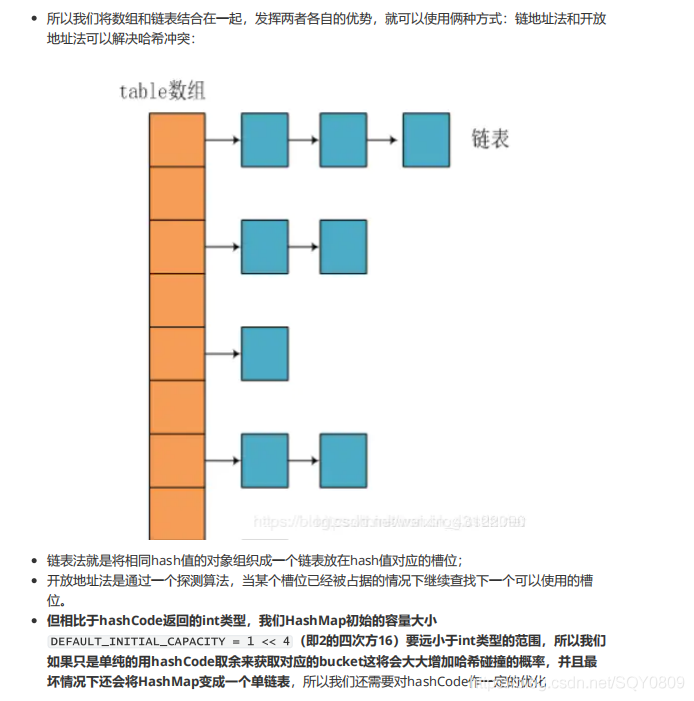 所以我们将数组和链表结合在一起，发挥两者各自的优势，就可以使用俩种方式：链地址法和开放
地址法可以解决哈希冲突：
table数组
链表
链表法就是将相同hash值的对象组织成一个链表放在hash值对应的槽位；
开放地址法是通过一个探测算法，当某个槽位已经被占据的情况下继续查找下一个可以使用的槽
位。
但相比于hashCode返回的int类型，我们HashMap初始的容量大小
DEFAULT_INITIAL_CAPACITY = 1 << 4（即2的四次方16）要远小于int类型的范围，所以我们
如果只是单纯的用hashCode取余来获取对应的bucket这将会大大增加哈希碰撞的概率，并且最
坏情况下还会将HashMap变成一个单链表，所以我们还需要对hashCode作一定的优化